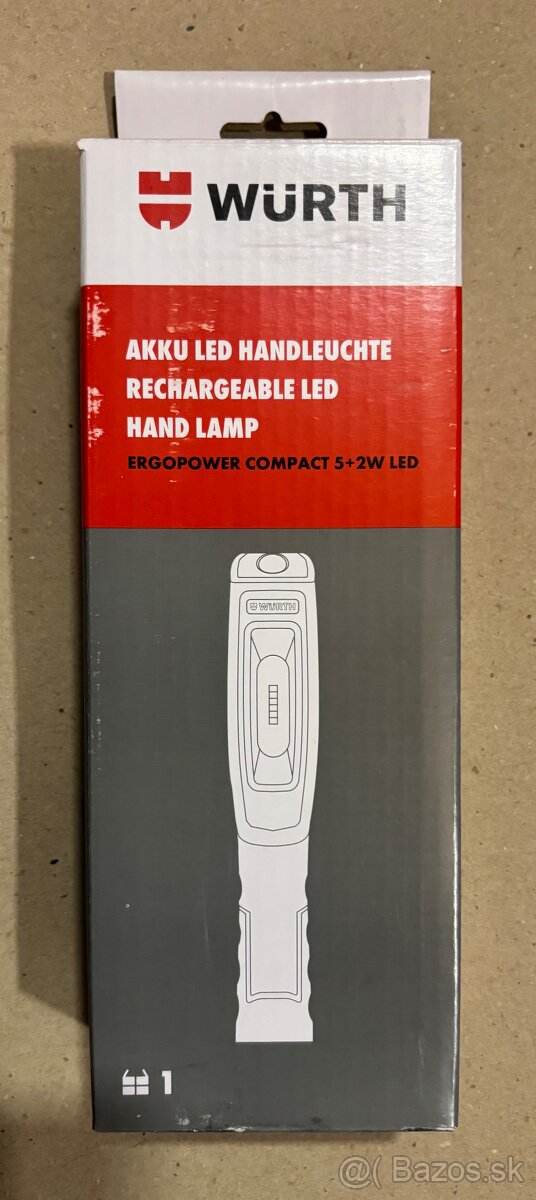 WÜRTH
AKKU LED HANDLEUCHTE
RECHARGEABLE LED
HAND LAMP
ERGOPOWER COMPACT 5+2W LED
WÜRTH
1
@( Bazos.sk